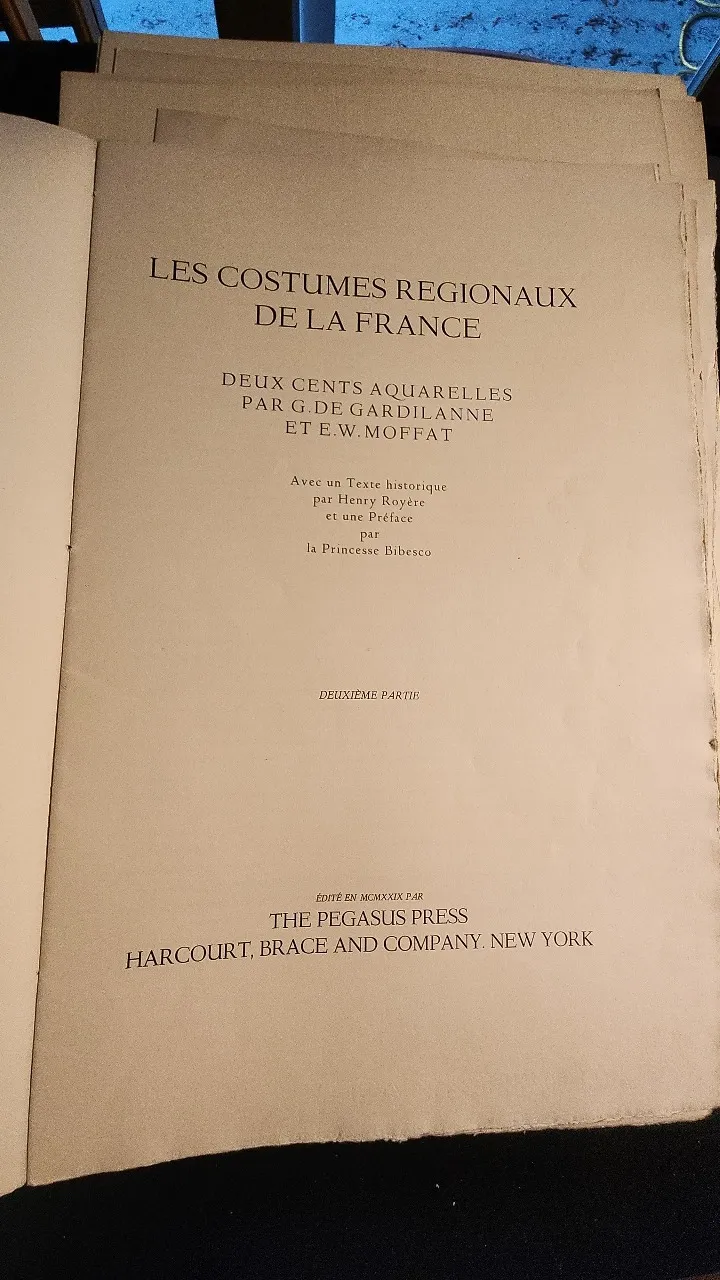 LES COSTUMES REGIONAUX
DE LA FRANCE
DEUX CENTS AQUARELLES
PAR G. DE GARDILANNE
ET E.W. MOFFAT
Avec un Texte historique
par Henry Royère
et une Préface
par
la Princesse Bibesco
DEUXIÈME PARTIE
ÉDITÉ EN MCMXXIX PAR
THE PEGASUS PRESS
HARCOURT, BRACE AND COMPANY. NEW YORK